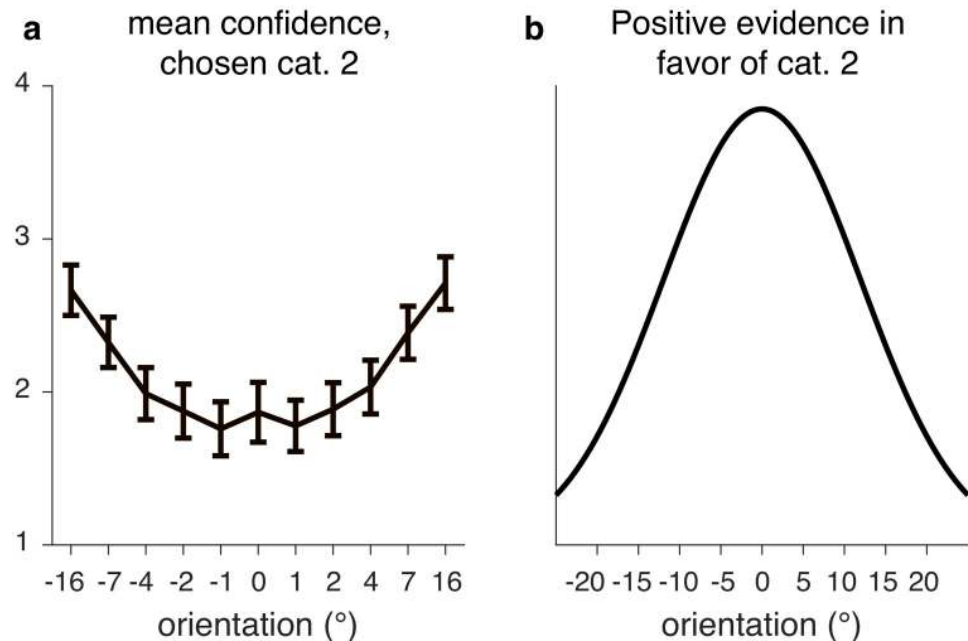 a
mean confidence,
chosen cat. 2
4
3
2
1
-16 -7 -4 -2 -1 0 1 2 4 7 16
orientation (°)
b
Positive evidence in
favor of cat. 2
-20 -15 -10 -5 0 5 10 15 20
orientation (°)